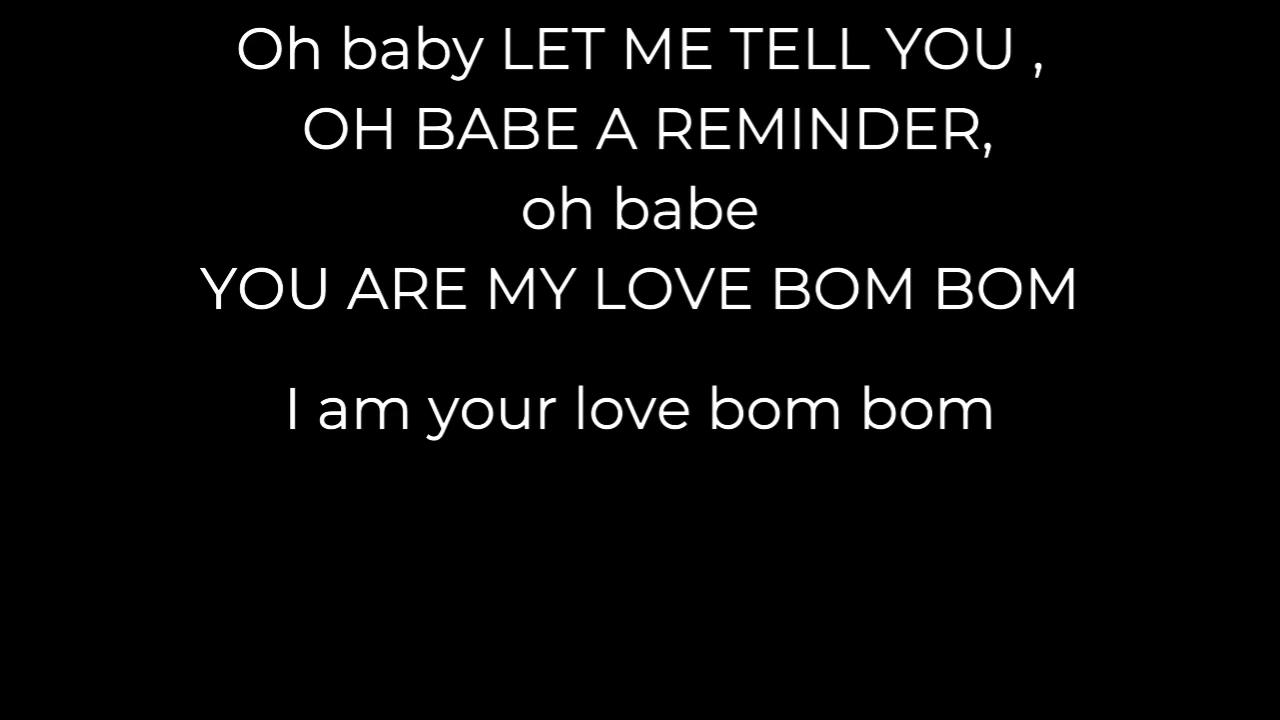 Oh baby LET ME TELL YOU ,
OH BABE A REMINDER,
oh babe
YOU ARE MY LOVE BOM BOM
I am your love bom bom